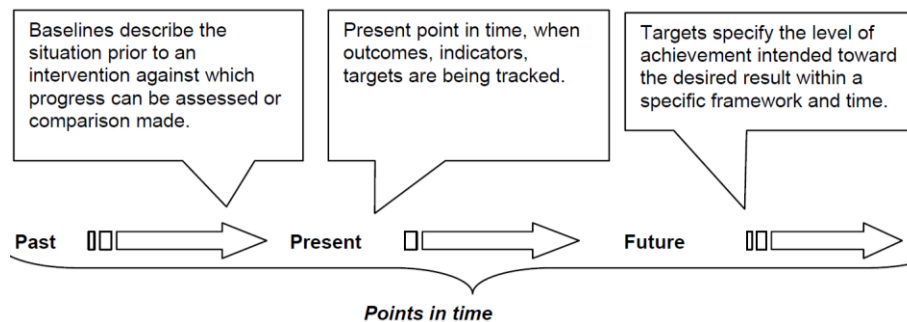 Baselines describe the
situation prior to an
intervention against which
progress can be assessed or
comparison made.
Present point in time, when
outcomes, indicators,
targets are being tracked.
Targets specify the level of
achievement intended toward
the desired result within a
specific framework and time.
Past
Present
Future
Points in time